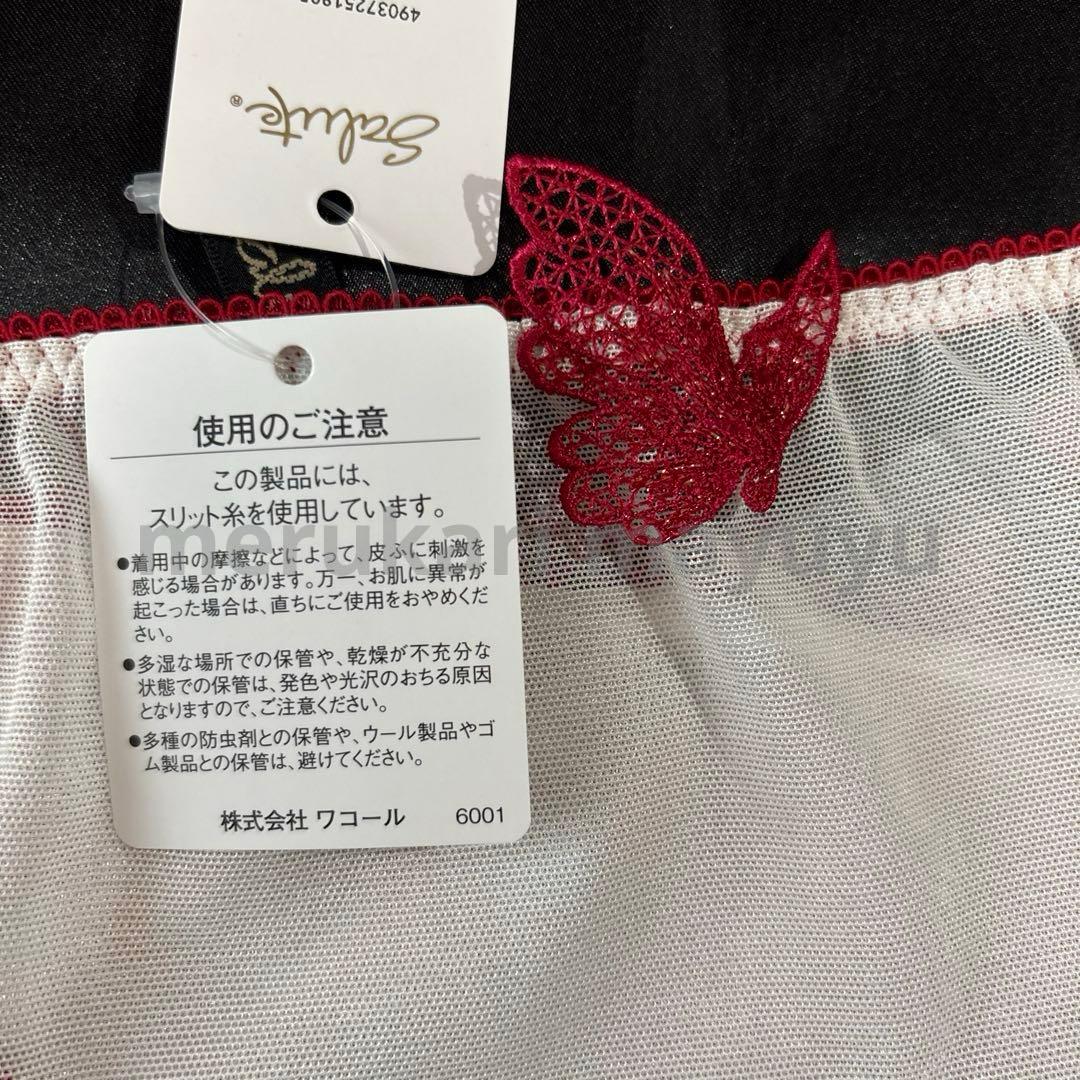 Salute®
使用のご注意
この製品には、
スリット糸を使用しています。
●着用中の摩擦などによって、皮ふに刺激を
感じる場合があります。万一、お肌に異常が
起こった場合は、直ちにご使用をおやめくだ
さい。
●多湿な場所での保管や、乾燥が不充分な
状態での保管は、発色や光沢のおちる原因
となりますので、ご注意ください。
●多種の防虫剤との保管や、ウール製品やゴ
ム製品との保管は、避けてください。
株式会社 ワコール 6001